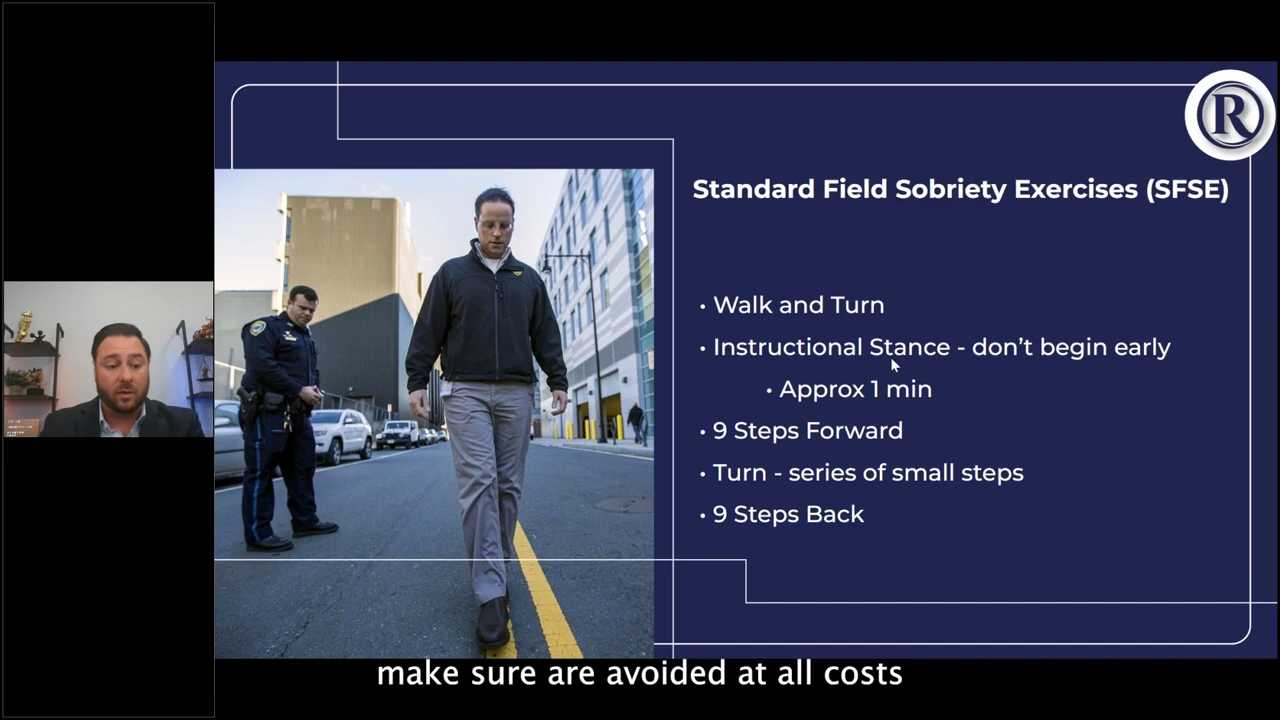 R
Standard Field Sobriety Exercises (SFSE)
• Walk and Turn
• Instructional Stance - don’t begin early
• Approx 1 min
• 9 Steps Forward
• Turn - series of small steps
• 9 Steps Back
make sure are avoided at all costs